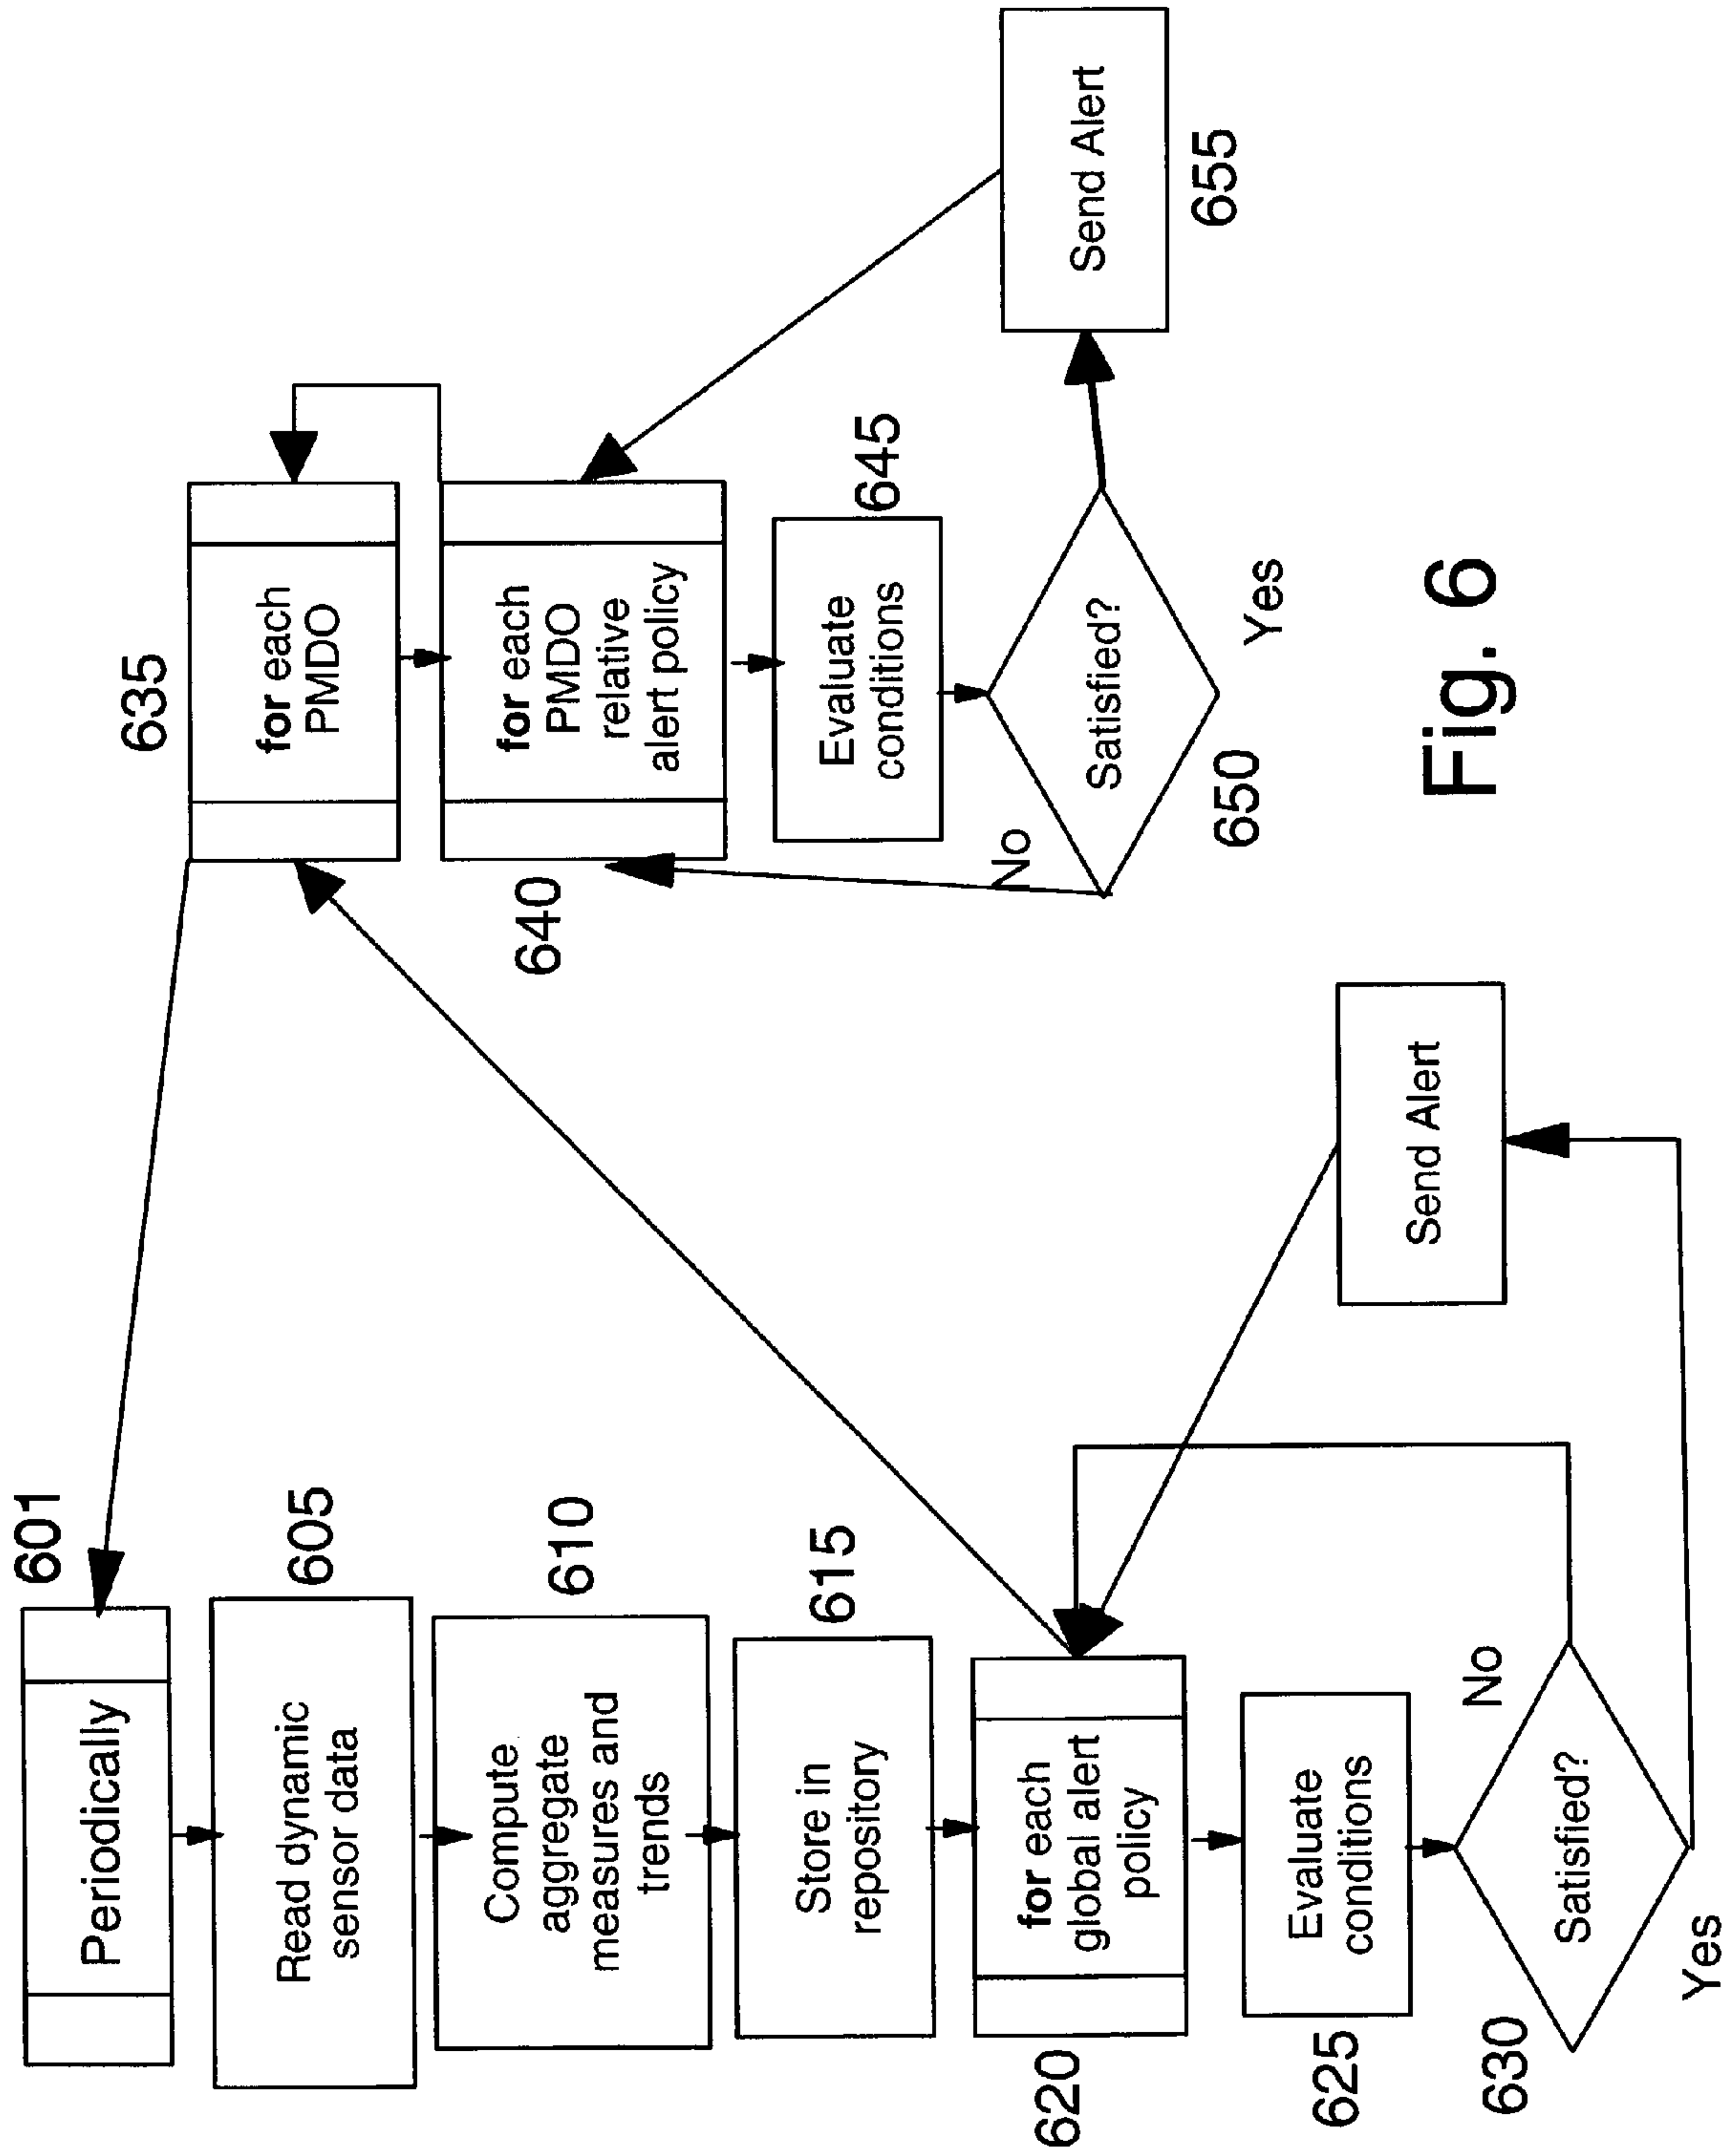 601
Periodically
605
Read dynamic
sensor data
610
Compute
aggregate
measures and
trends
615
Store in
repository
620
for each
global alert
policy
625
Evaluate
conditions
630
Satisfied?
No
Yes
Send Alert
635
for each
PMDO
640
for each
PMDO
relative
alert policy
645
Evaluate
conditions
650
Satisfied?
No
Yes
Send Alert
655
Fig. 6